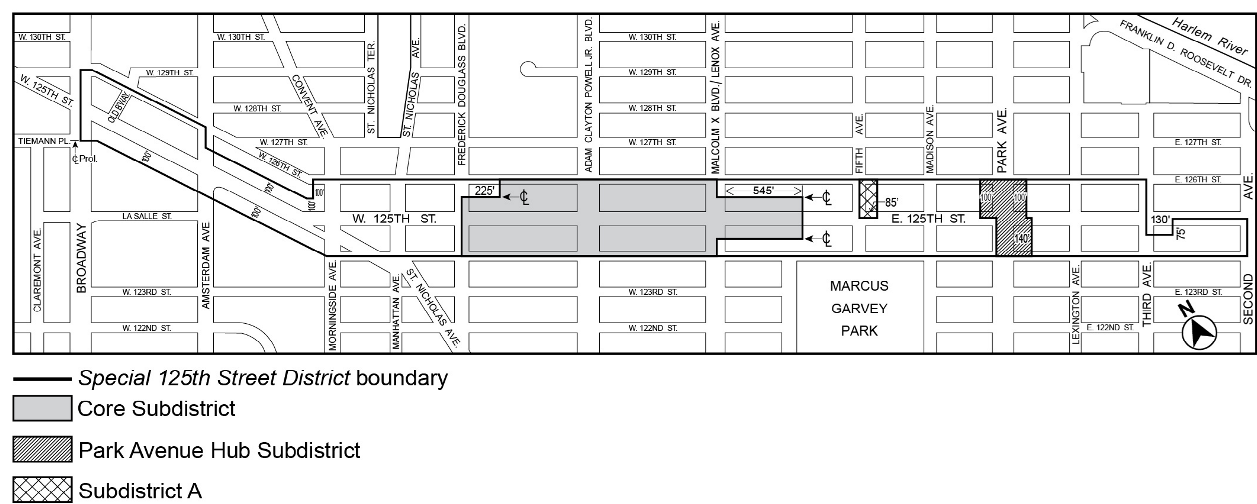 W. 130TH ST.
W. 130TH ST.
W. 130TH ST.
Harlem River
FRANKLIN D. ROOSEVELT DR.
W. 125TH ST.
W. 129TH ST.
W. 129TH ST.
OLD B'WAY
CONVENT AVE.
ST. NICHOLAS TER.
ST. NICHOLAS AVE.
FREDERICK DOUGLASS BLVD.
ADAM CLAYTON POWELL JR. BLVD.
MALCOLM X BLVD./ LENOX AVE.
FIFTH AVE.
MADISON AVE.
PARK AVE.
W. 128TH ST.
W. 128TH ST.
TIEMANN PL.
℄ Prol.
W. 127TH ST.
W. 127TH ST.
E. 127TH ST.
W. 126TH ST.
W. 126TH ST.
E. 126TH ST.
100'
100'
100'
100'
100'
225'
℄
545'
℄
85'
100'
100'
140'
130'
75'
LA SALLE ST.
W. 125TH ST.
E. 125TH ST.
℄
CLAREMONT AVE.
BROADWAY
AMSTERDAM AVE.
MORNINGSIDE AVE.
MANHATTAN AVE.
ST. NICHOLAS AVE.
LEXINGTON AVE.
THIRD AVE.
SECOND AVE.
W. 123RD ST.
W. 123RD ST.
E. 123RD ST.
MARCUS
GARVEY
PARK
W. 122ND ST.
W. 122ND ST.
E. 122ND ST.
N
Special 125th Street District boundary
Core Subdistrict
Park Avenue Hub Subdistrict
Subdistrict A